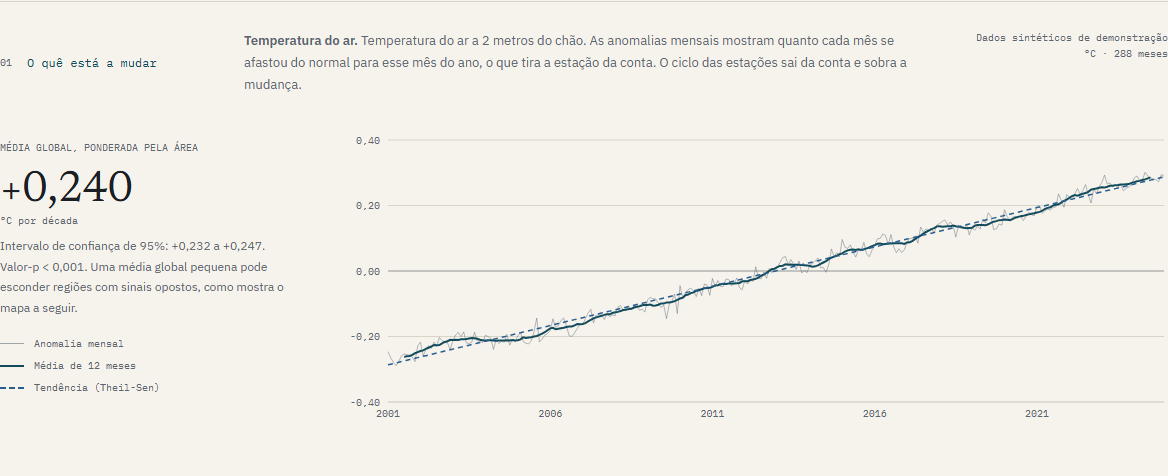 01 O quê está a mudar
Temperatura do ar. Temperatura do ar a 2 metros do chão. As anomalias mensais mostram quanto cada mês se
afastou do normal para esse mês do ano, o que tira a estação da conta. O ciclo das estações sai da conta e sobra a
mudança.
Dados sintéticos de demonstração
°C · 288 meses
MÉDIA GLOBAL, PONDERADA PELA ÁREA
+0,240
°C por década
Intervalo de confiança de 95%: +0,232 a +0,247.
Valor-p < 0,001. Uma média global pequena pode
esconder regiões com sinais opostos, como mostra o
mapa a seguir.
Anomalia mensal
Média de 12 meses
Tendência (Theil-Sen)
0,40
0,20
0,00
-0,20
-0,40
2001 2006 2011 2016 2021